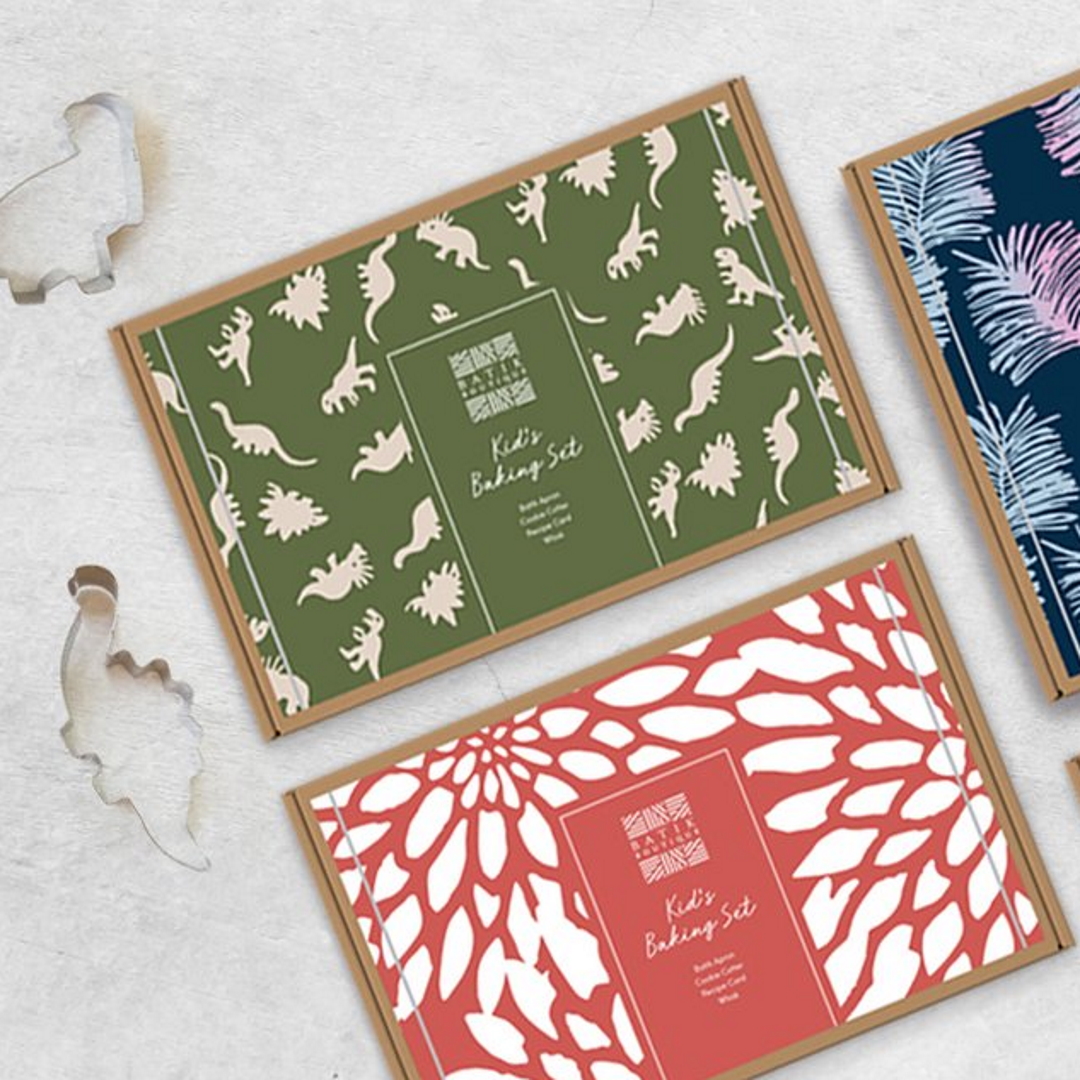 BATIK
BOUTIQUE
Kid's
Baking Set
Batik Apron
Cookie Cutter
Recipe Card
Whisk
BATIK
BOUTIQUE
Kid's
Baking Set
Batik Apron
Cookie Cutter
Recipe Card
Whisk